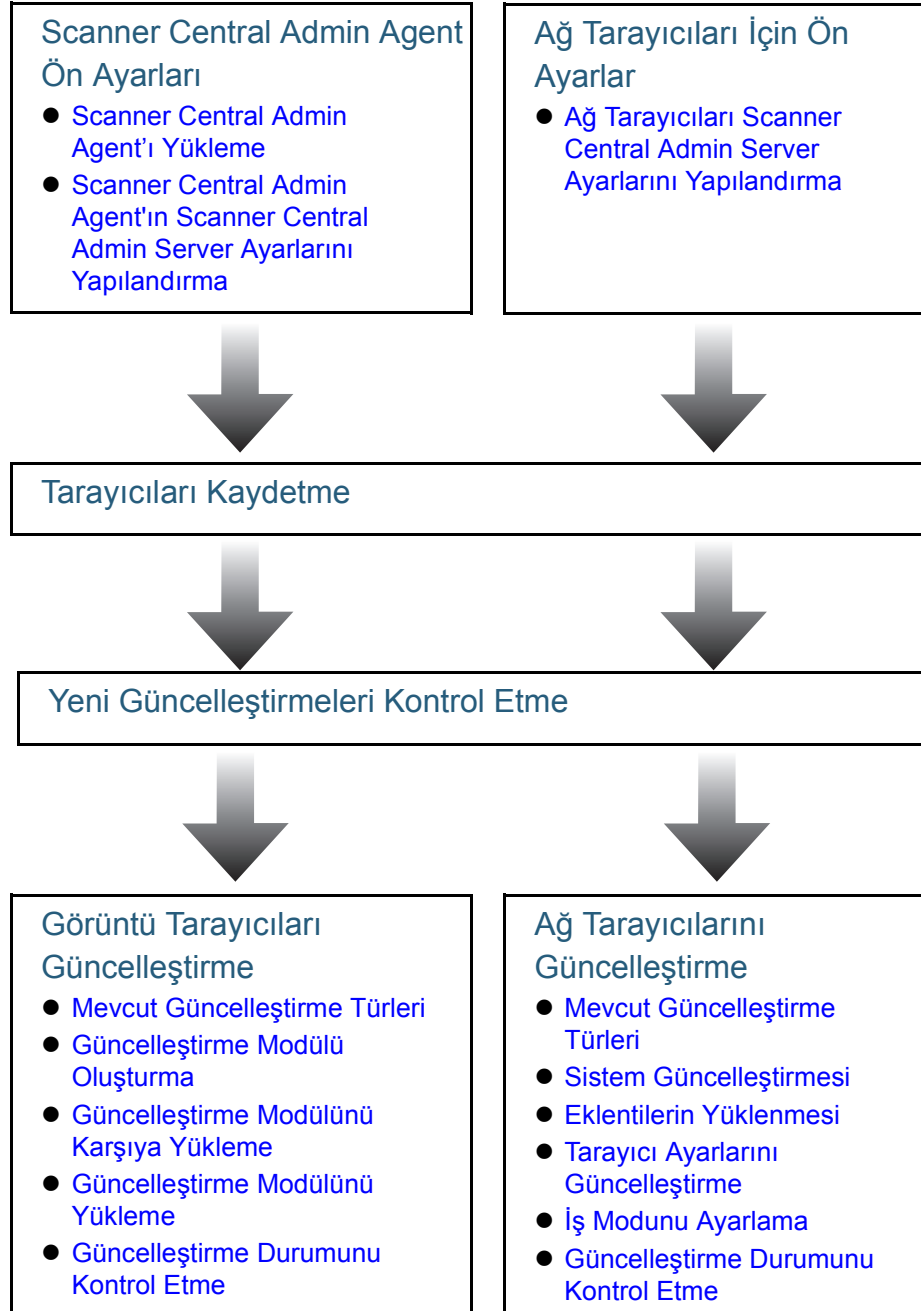 Scanner Central Admin Agent
Ön Ayarları
● Scanner Central Admin
Agent’ı Yükleme
● Scanner Central Admin
Agent'ın Scanner Central
Admin Server Ayarlarını
Yapılandırma
Ağ Tarayıcıları İçin Ön
Ayarlar
● Ağ Tarayıcıları Scanner
Central Admin Server
Ayarlarını Yapılandırma
Tarayıcıları Kaydetme
Yeni Güncelleştirmeleri Kontrol Etme
Görüntü Tarayıcıları
Güncelleştirme
● Mevcut Güncelleştirme Türleri
● Güncelleştirme Modülü
Oluşturma
● Güncelleştirme Modülünü
Karşıya Yükleme
● Güncelleştirme Modülünü
Yükleme
● Güncelleştirme Durumunu
Kontrol Etme
Ağ Tarayıcılarını
Güncelleştirme
● Mevcut Güncelleştirme
Türleri
● Sistem Güncelleştirmesi
● Eklentilerin Yüklenmesi
● Tarayıcı Ayarlarını
Güncelleştirme
● İş Modunu Ayarlama
● Güncelleştirme Durumunu
Kontrol Etme